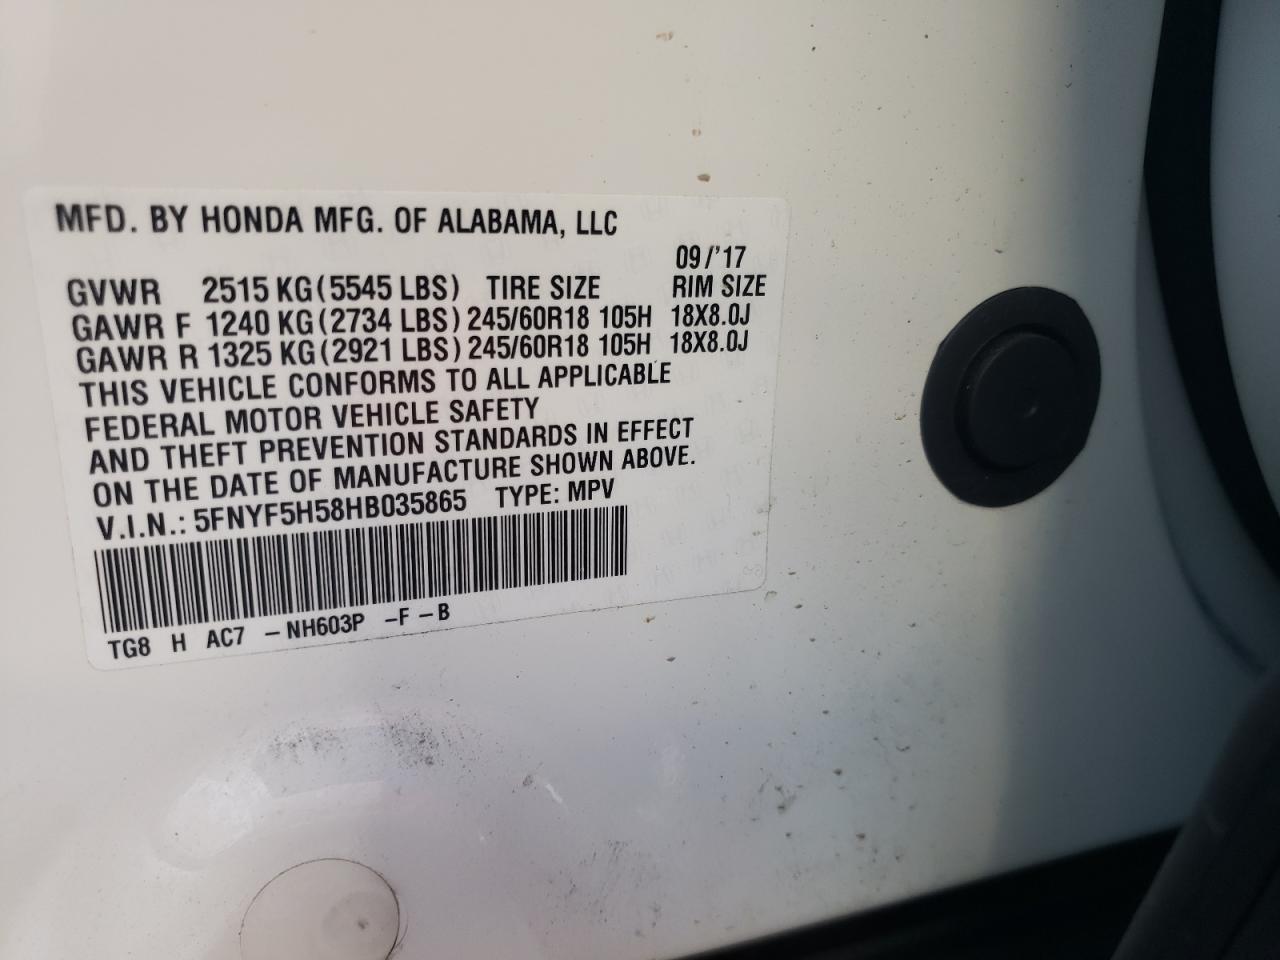 MFD. BY HONDA MFG. OF ALABAMA, LLC
09/'17
GVWR 2515 KG (5545 LBS) TIRE SIZE RIM SIZE
GAWR F 1240 KG (2734 LBS) 245/60R18 105H 18X8.0J
GAWR R 1325 KG (2921 LBS) 245/60R18 105H 18X8.0J
THIS VEHICLE CONFORMS TO ALL APPLICABLE
FEDERAL MOTOR VEHICLE SAFETY
AND THEFT PREVENTION STANDARDS IN EFFECT
ON THE DATE OF MANUFACTURE SHOWN ABOVE.
V.I.N.: 5FNYF5H58HB035865 TYPE: MPV
TG8 H AC7 -NH603P -F -B